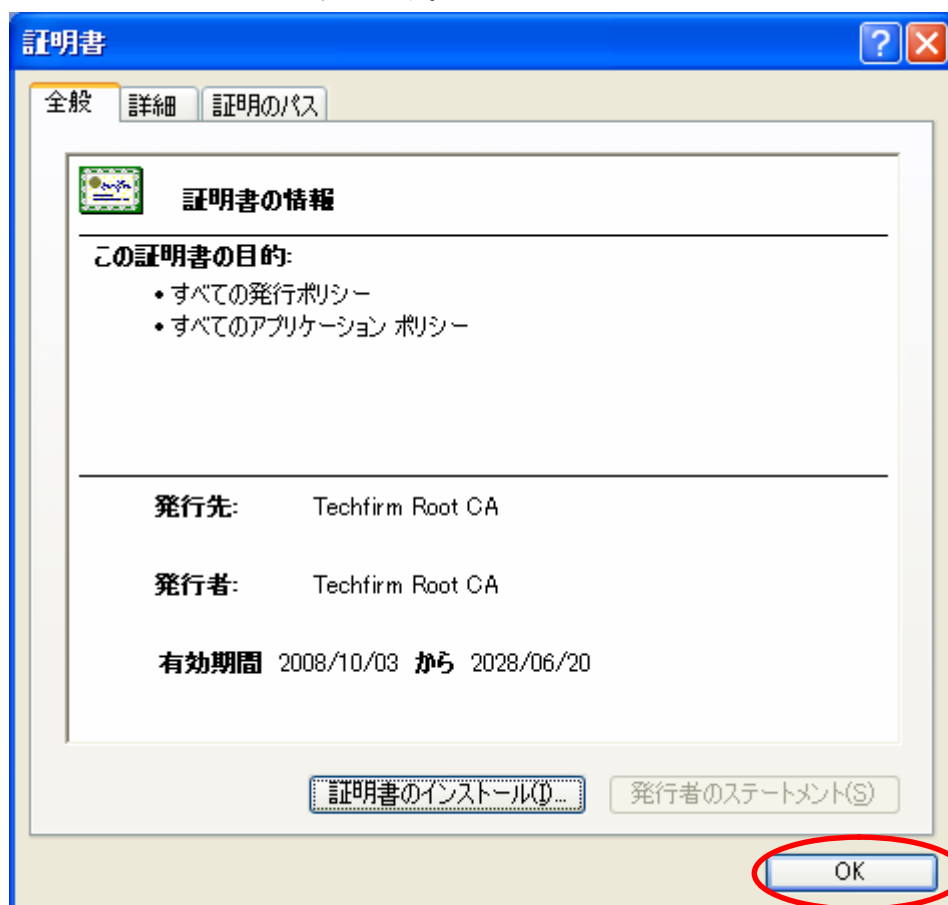 証明書
全般 詳細 証明のパス
証明書の情報
この証明書の目的:
• すべての発行ポリシー
• すべてのアプリケーション ポリシー
発行先: Techfirm Root CA
発行者: Techfirm Root CA
有効期間 2008/10/03 から 2028/06/20
証明書のインストール(I)... 発行者のステートメント(S)
OK